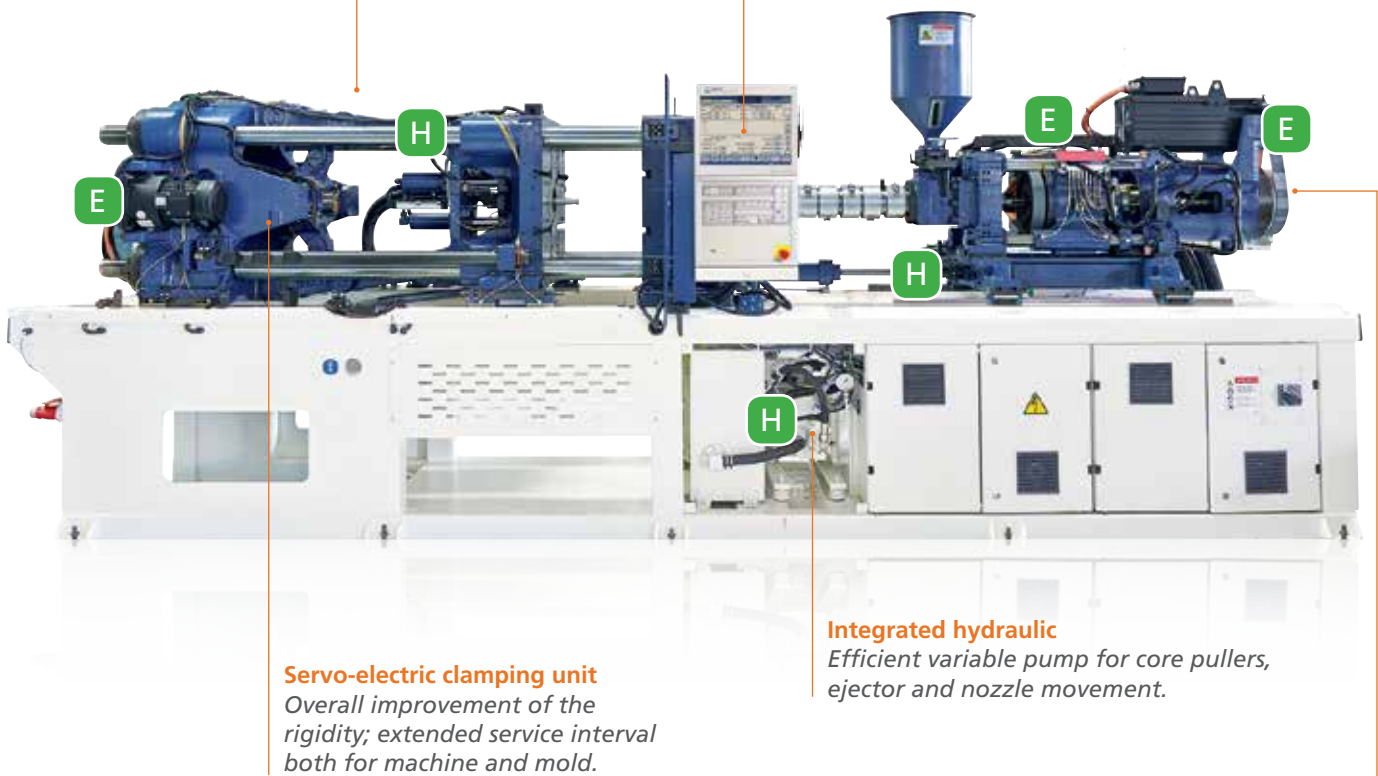 H
E
E
E
H
H
Integrated hydraulic
Efficient variable pump for core pullers,
ejector and nozzle movement.
Servo-electric clamping unit
Overall improvement of the
rigidity; extended service interval
both for machine and mold.